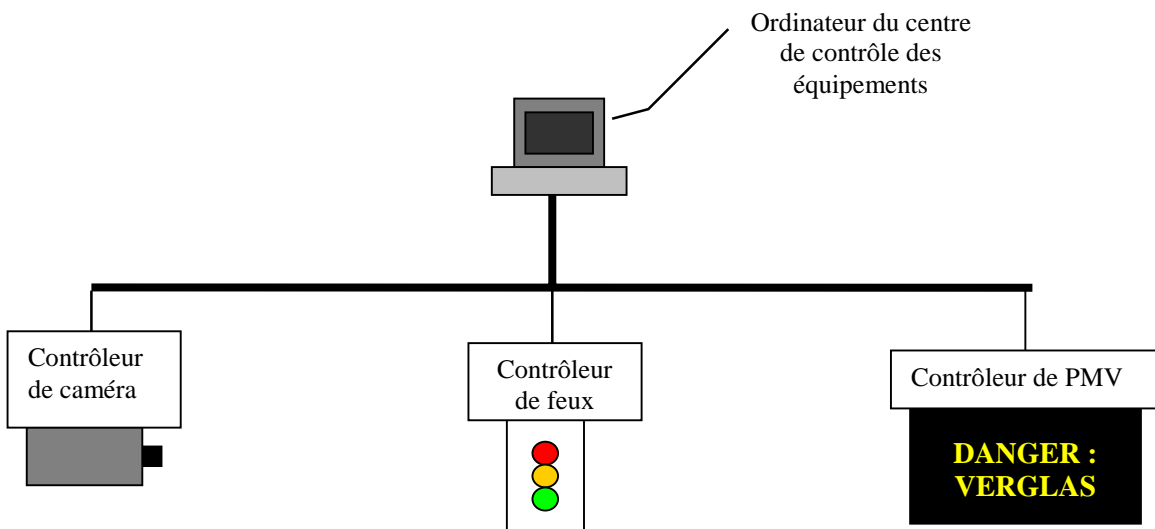 Ordinateur du centre
de contrôle des
équipements
Contrôleur
de caméra
Contrôleur
de feux
Contrôleur de PMV
DANGER :
VERGLAS